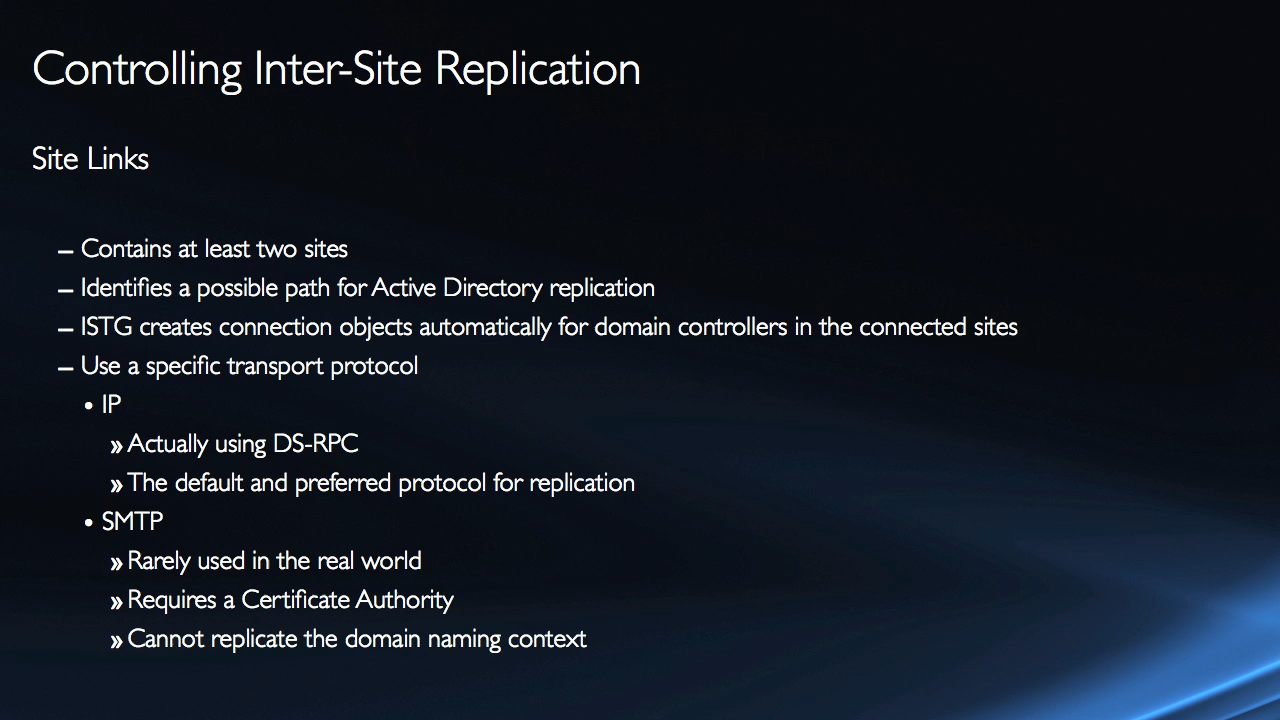 Controlling Inter-Site Replication
Site Links
– Contains at least two sites
– Identifies a possible path for Active Directory replication
– ISTG creates connection objects automatically for domain controllers in the connected sites
– Use a specific transport protocol
• IP
» Actually using DS-RPC
» The default and preferred protocol for replication
• SMTP
» Rarely used in the real world
» Requires a Certificate Authority
» Cannot replicate the domain naming context